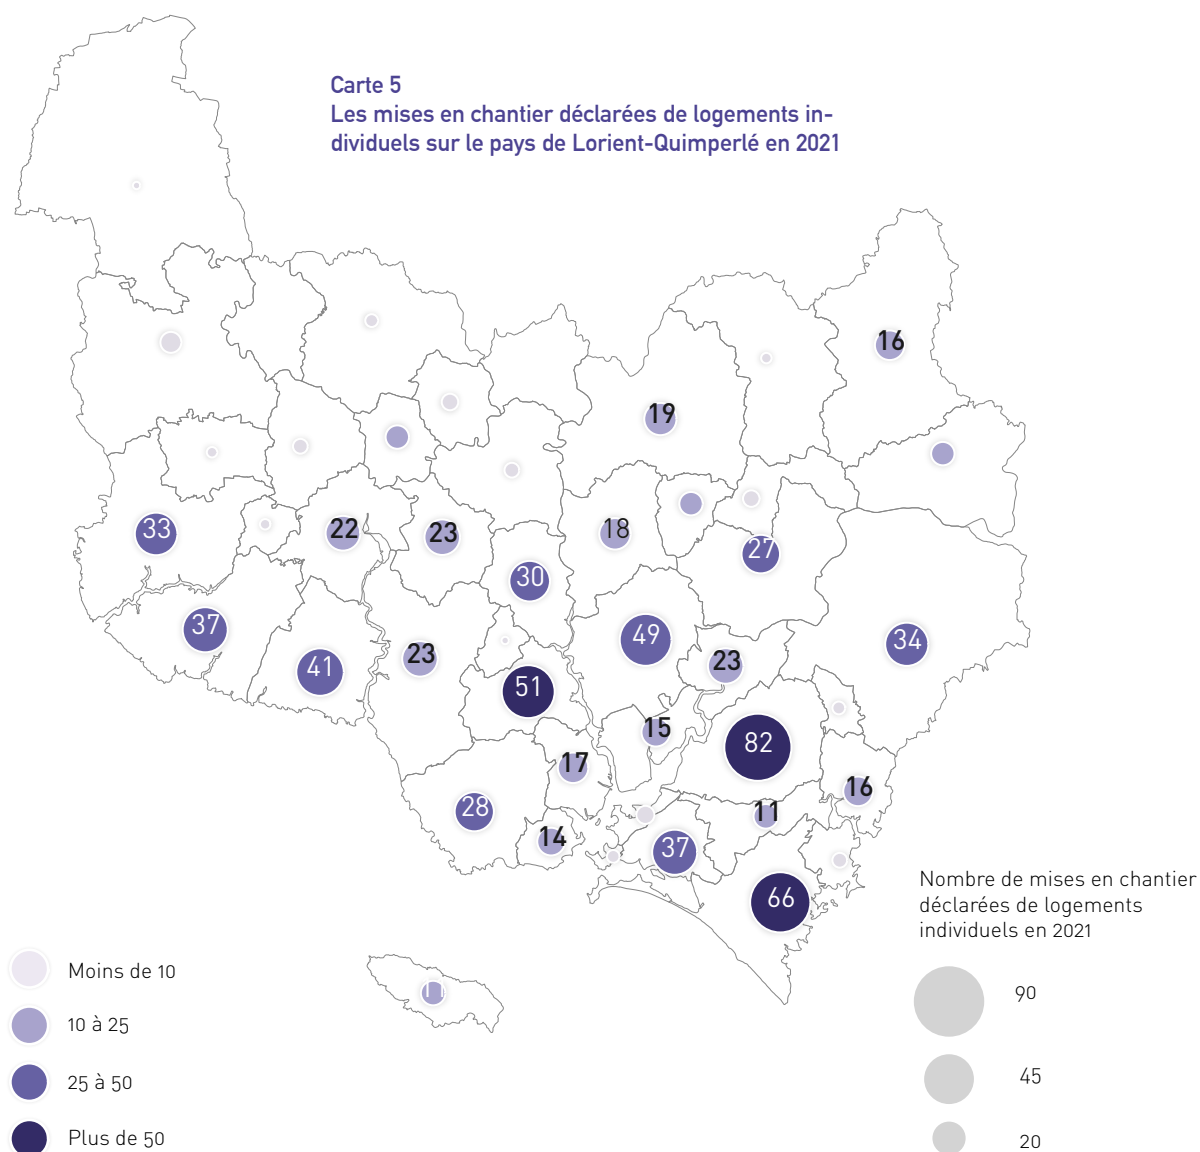 Carte 5
Les mises en chantier déclarées de logements in-
dividuels sur le pays de Lorient-Quimperlé en 2021
16
19
33
22
23
18
27
30
37
41
23
49
23
34
51
15
82
17
16
28
11
14
37
66
11
Nombre de mises en chantier
déclarées de logements
individuels en 2021
90
45
20
Moins de 10
10 à 25
25 à 50
Plus de 50